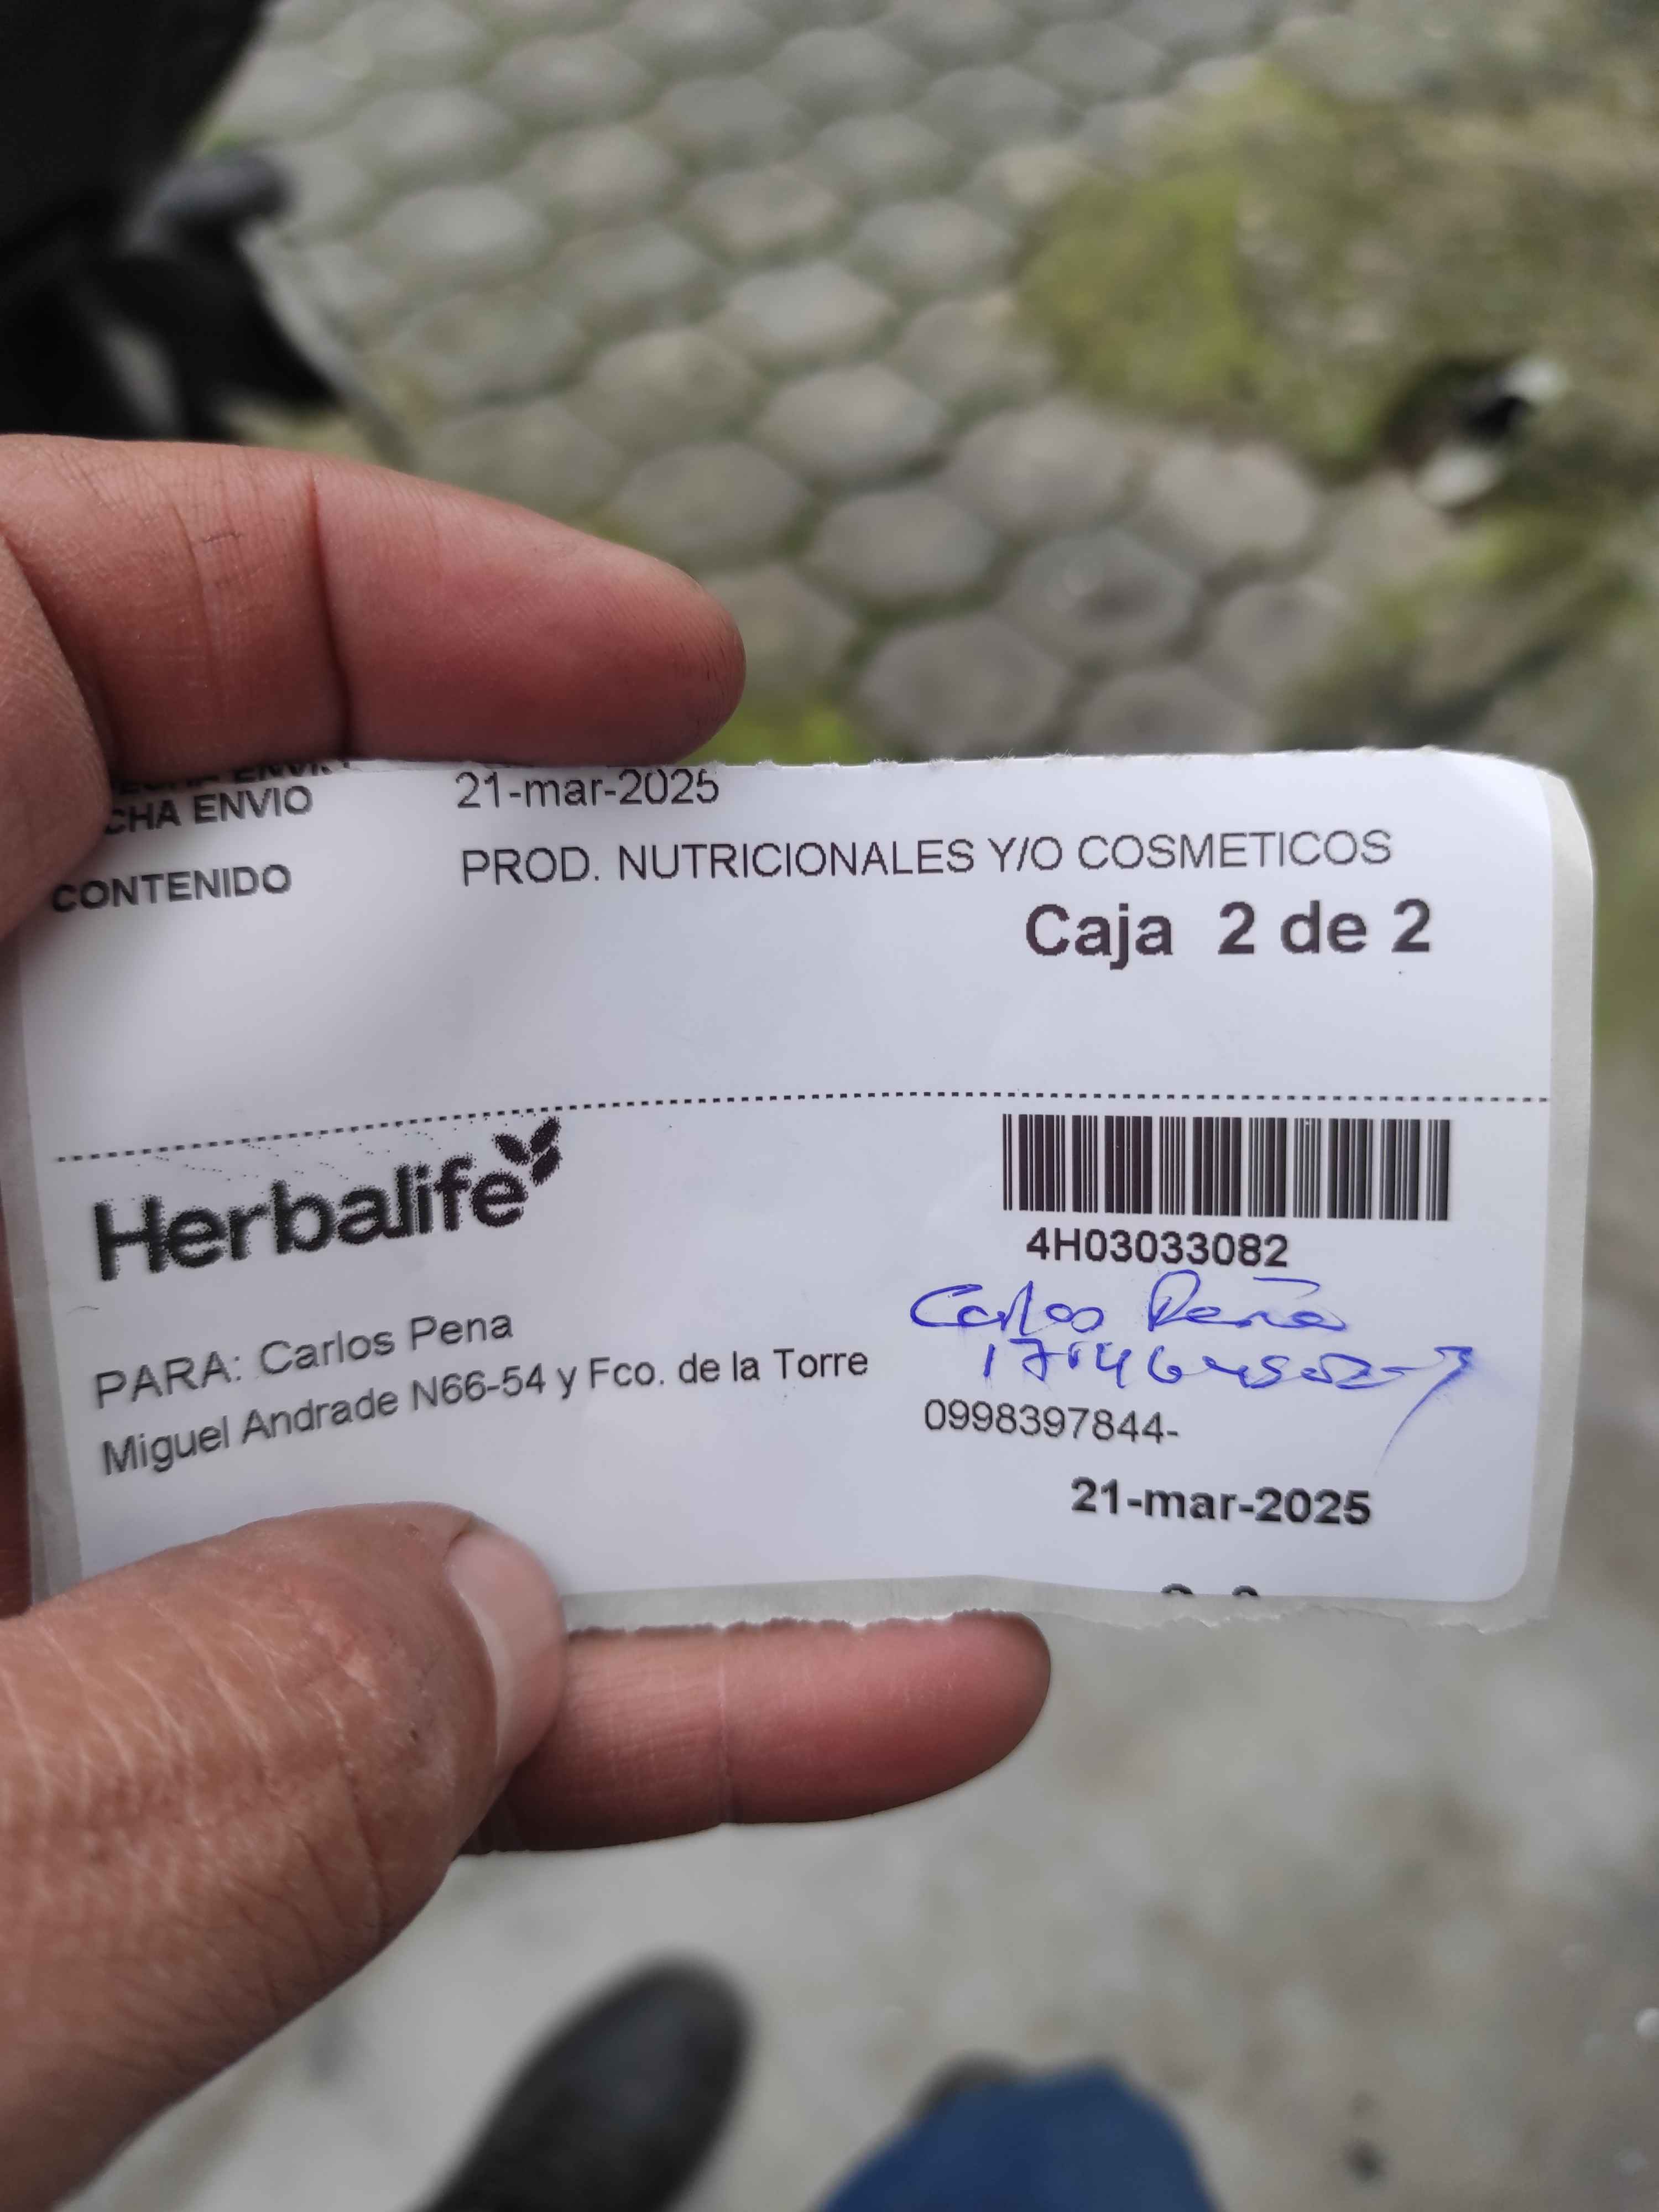 CHA ENVIO 21-mar-2025
CONTENIDO PROD. NUTRICIONALES Y/O COSMETICOS
Caja 2 de 2
Herbalife
4H03033082
Carlos Peña
PARA: Carlos Pena
Miguel Andrade N66-54 y Fco. de la Torre
0998397844-
21-mar-2025